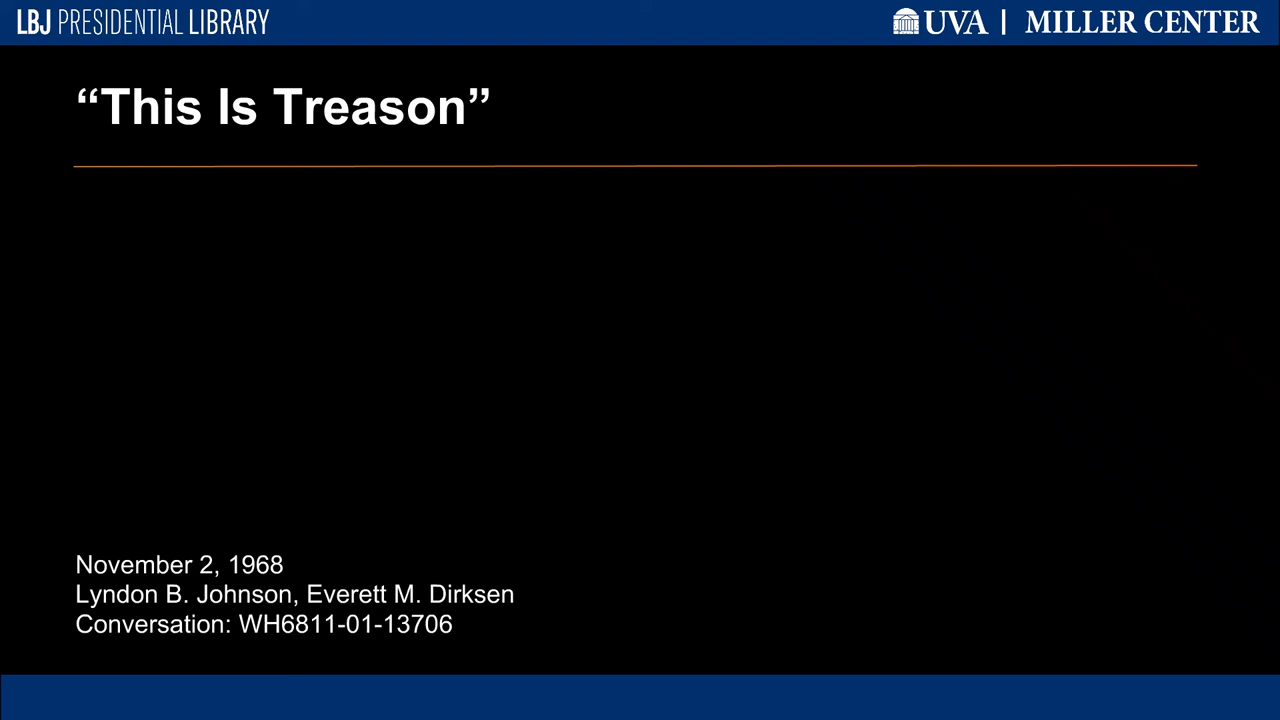 LBJ PRESIDENTIAL LIBRARY
UVA | MILLER CENTER
“This Is Treason”
November 2, 1968
Lyndon B. Johnson, Everett M. Dirksen
Conversation: WH6811-01-13706